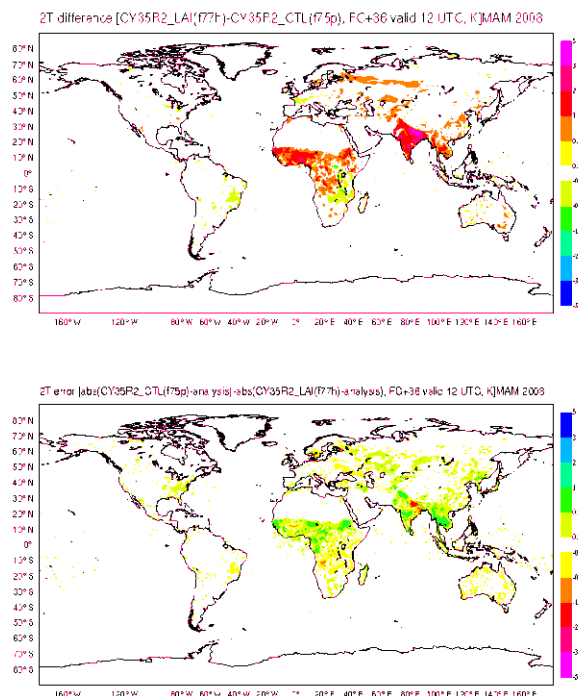 2T difference [CY35R2_LAI(f77h)-CY35R2_CTL(f75p), FC+36 valid 12 UTC, K]MAM 2008
80° N
70° N
60° N
50° N
40° N
30° N
20° N
10° N
0°
10° S
20° S
30° S
40° S
50° S
60° S
70° S
80° S
160° W 120° W 80° W 60° W 40° W 20° W 0° 20° E 40° E 60° E 80° E 100° E 120° E 140° E 160° E
2T error [abs(CY35R2_CTL(f75p)-analysis)-abs(CY35R2_LAI(f77h)-analysis), FC+36 valid 12 UTC, K]MAM 2008
80° N
70° N
60° N
50° N
40° N
30° N
20° N
10° N
0°
10° S
20° S
30° S
40° S
50° S
60° S
70° S
80° S
160° W 120° W 80° W 60° W 40° W 20° W 0° 20° E 40° E 60° E 80° E 100° E 120° E 140° E 160° E